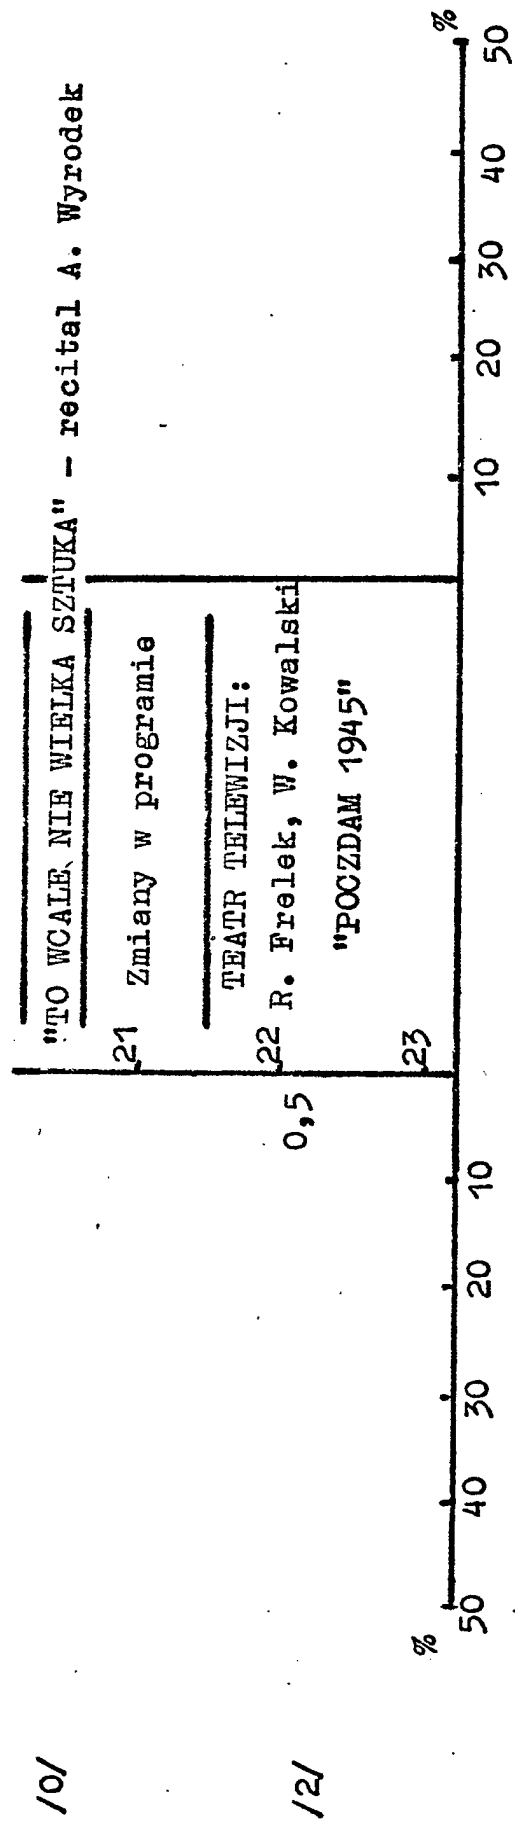 /0/
"TO WCALE NIE WIELKA SZTUKA" – recital A. Wyrodek
21
Zmiany w programie
TEATR TELEWIZJI:
/2/
0,5
22
R. Frelek, W. Kowalski
"POCZDAM 1945"
23
% 50 40 30 20 10 10 20 30 40 50 %